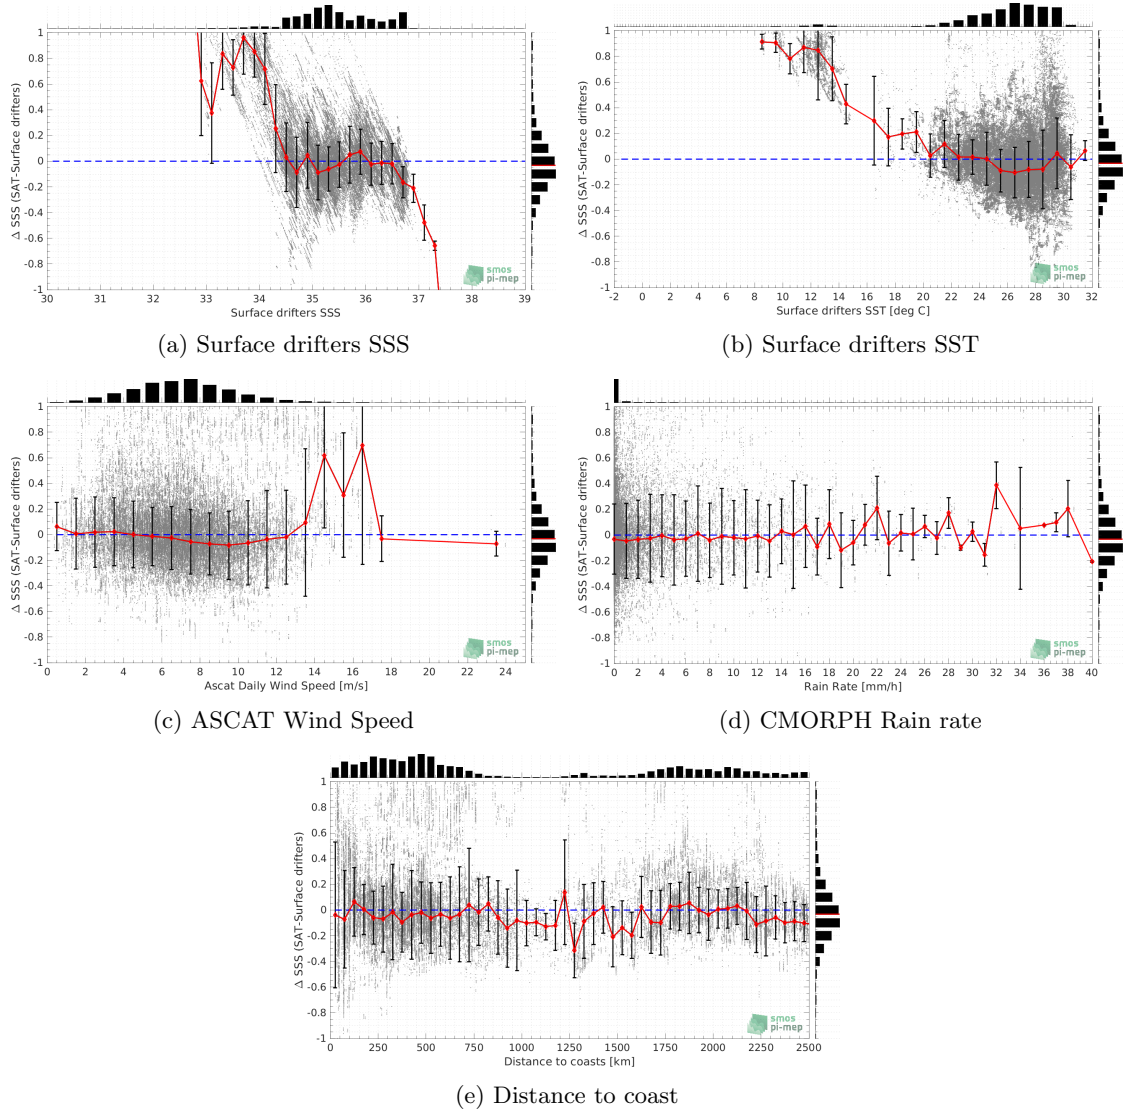 1
0.8
0.6
0.4
0.2
0
-0.2
-0.4
-0.6
-0.8
-1
Δ SSS (SAT-Surface drifters)
30 31 32 33 34 35 36 37 38 39
Surface drifters SSS
smos
pi-mep
(a) Surface drifters SSS
1
0.8
0.6
0.4
0.2
0
-0.2
-0.4
-0.6
-0.8
-1
Δ SSS (SAT-Surface drifters)
-2 0 2 4 6 8 10 12 14 16 18 20 22 24 26 28 30 32
Surface drifters SST [deg C]
smos
pi-mep
(b) Surface drifters SST
1
0.8
0.6
0.4
0.2
0
-0.2
-0.4
-0.6
-0.8
-1
Δ SSS (SAT-Surface drifters)
0 2 4 6 8 10 12 14 16 18 20 22 24
Ascat Daily Wind Speed [m/s]
smos
pi-mep
(c) ASCAT Wind Speed
1
0.8
0.6
0.4
0.2
0
-0.2
-0.4
-0.6
-0.8
-1
Δ SSS (SAT-Surface drifters)
0 2 4 6 8 10 12 14 16 18 20 22 24 26 28 30 32 34 36 38 40
Rain Rate [mm/h]
smos
pi-mep
(d) CMORPH Rain rate
1
0.8
0.6
0.4
0.2
0
-0.2
-0.4
-0.6
-0.8
-1
Δ SSS (SAT-Surface drifters)
0 250 500 750 1000 1250 1500 1750 2000 2250 2500
Distance to coasts [km]
smos
pi-mep
(e) Distance to coast